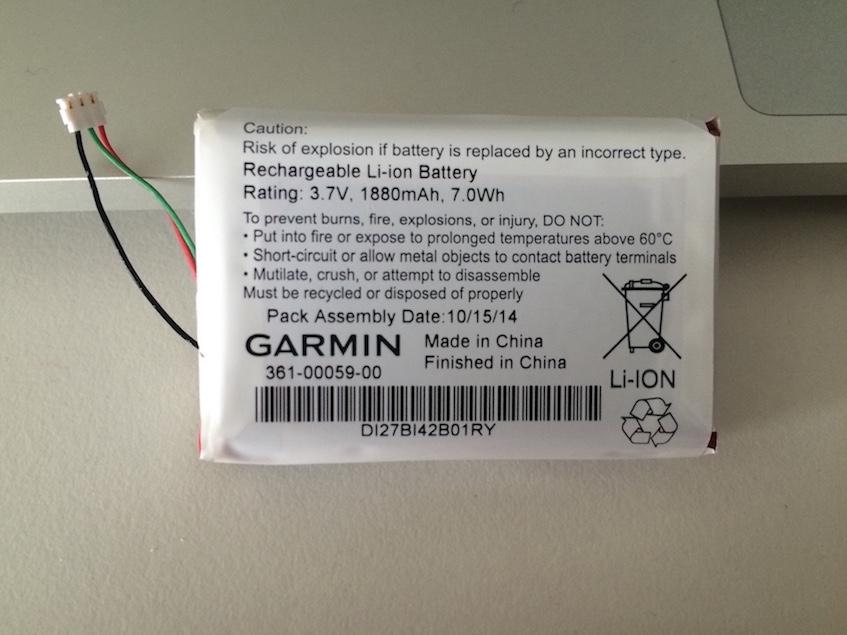 Caution:
Risk of explosion if battery is replaced by an incorrect type.
Rechargeable Li-ion Battery
Rating: 3.7V, 1880mAh, 7.0Wh
To prevent burns, fire, explosions, or injury, DO NOT:
• Put into fire or expose to prolonged temperatures above 60°C
• Short-circuit or allow metal objects to contact battery terminals
• Mutilate, crush, or attempt to disassemble
Must be recycled or disposed of properly
Pack Assembly Date:10/15/14
GARMIN
361-00059-00
Made in China
Finished in China
Li-ION
DI27BI42B01RY